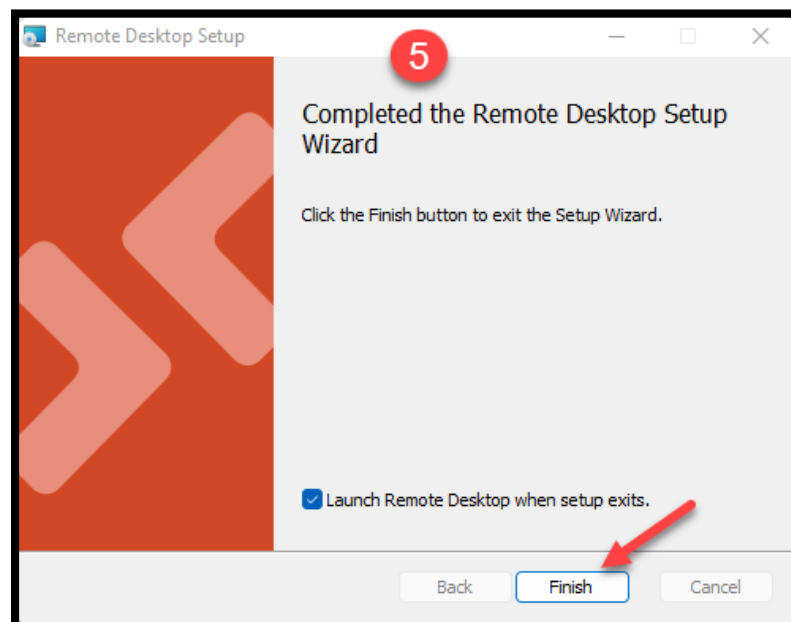 Remote Desktop Setup
5
Completed the Remote Desktop Setup
Wizard
Click the Finish button to exit the Setup Wizard.
Launch Remote Desktop when setup exits.
Back
Finish
Cancel